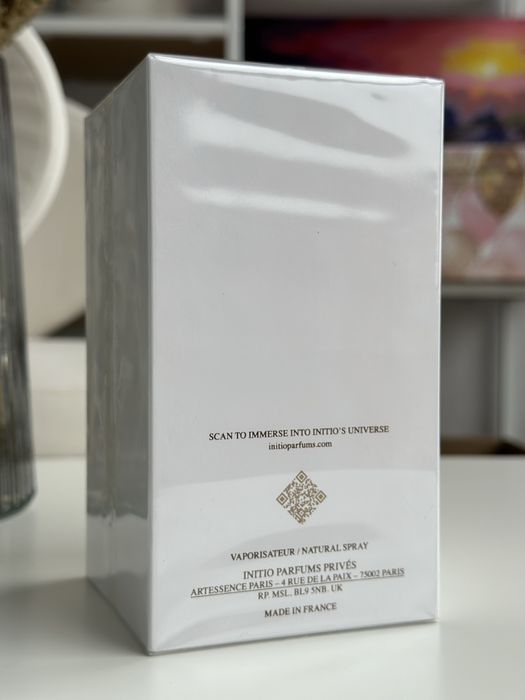 SCAN TO IMMERSE INTO INITIO'S UNIVERSE
initioparfums.com
VAPORISATEUR / NATURAL SPRAY
INITIO PARFUMS PRIVÉS
ARTESSENCE PARIS – 4 RUE DE LA PAIX – 75002 PARIS
RP. MSL. BL9 5NB. UK
MADE IN FRANCE